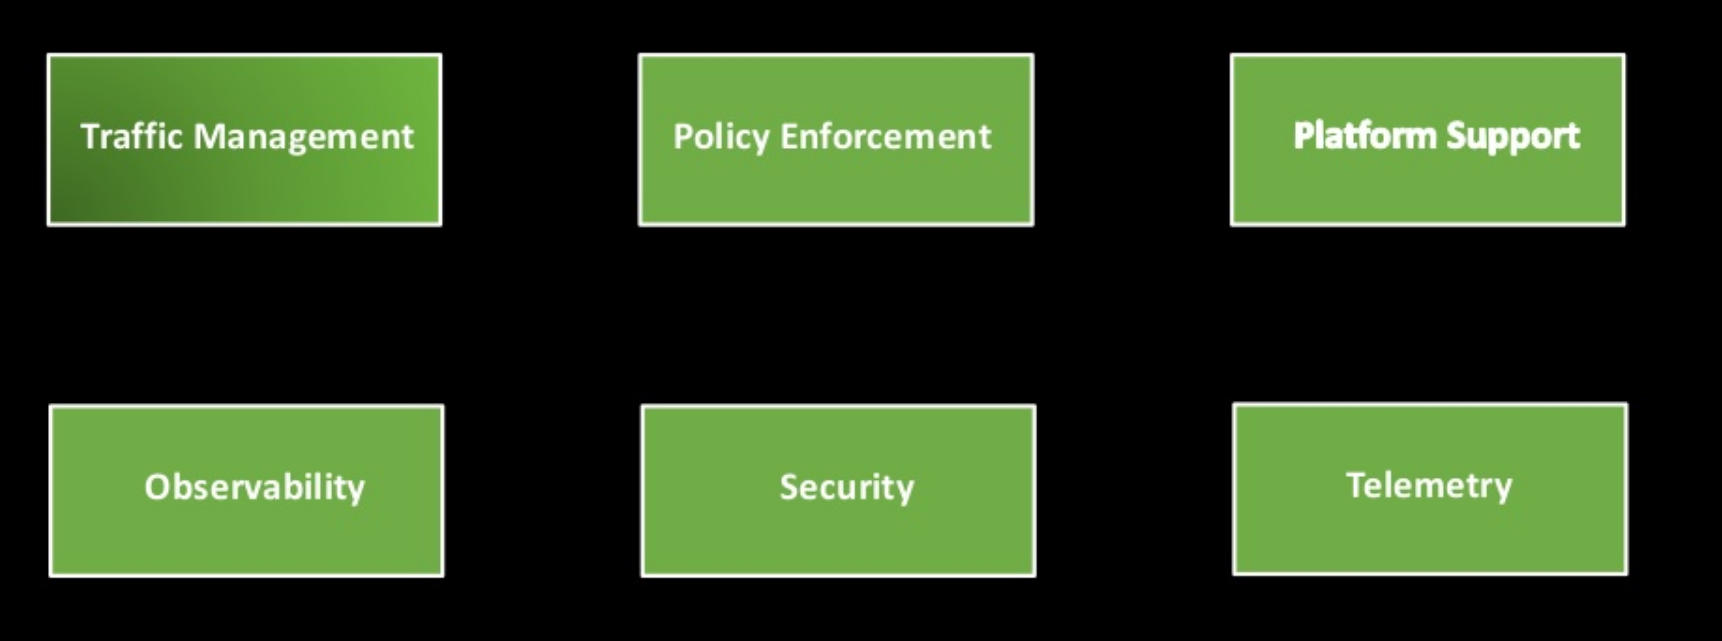 Traffic Management
Policy Enforcement
Platform Support
Observability
Security
Telemetry